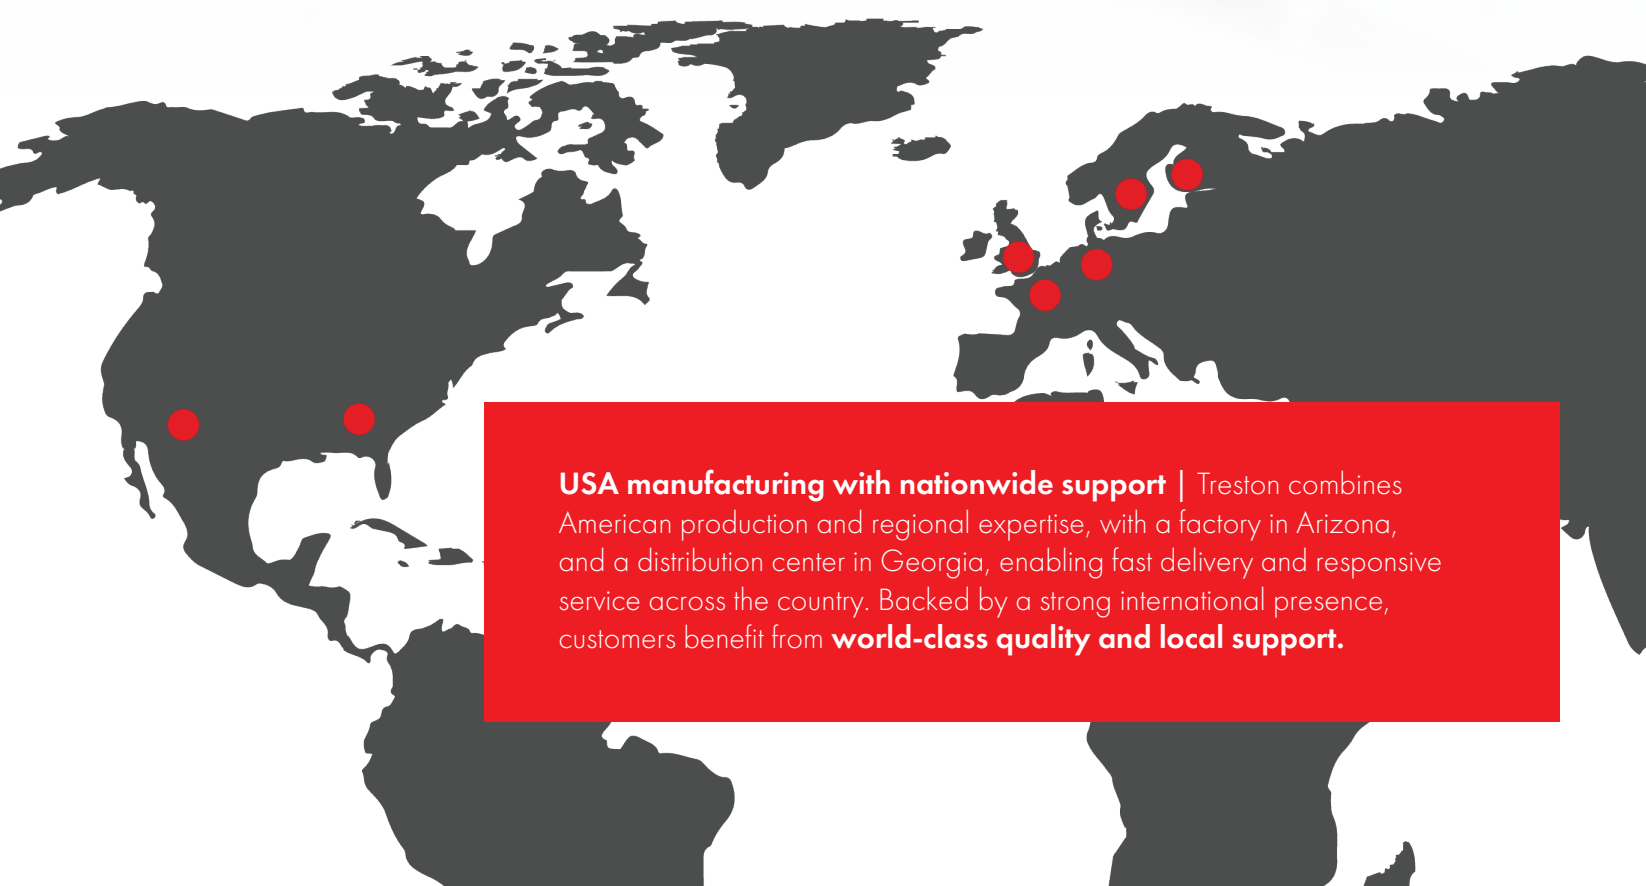 USA manufacturing with nationwide support | Treston combines
American production and regional expertise, with a factory in Arizona,
and a distribution center in Georgia, enabling fast delivery and responsive
service across the country. Backed by a strong international presence,
customers benefit from world-class quality and local support.